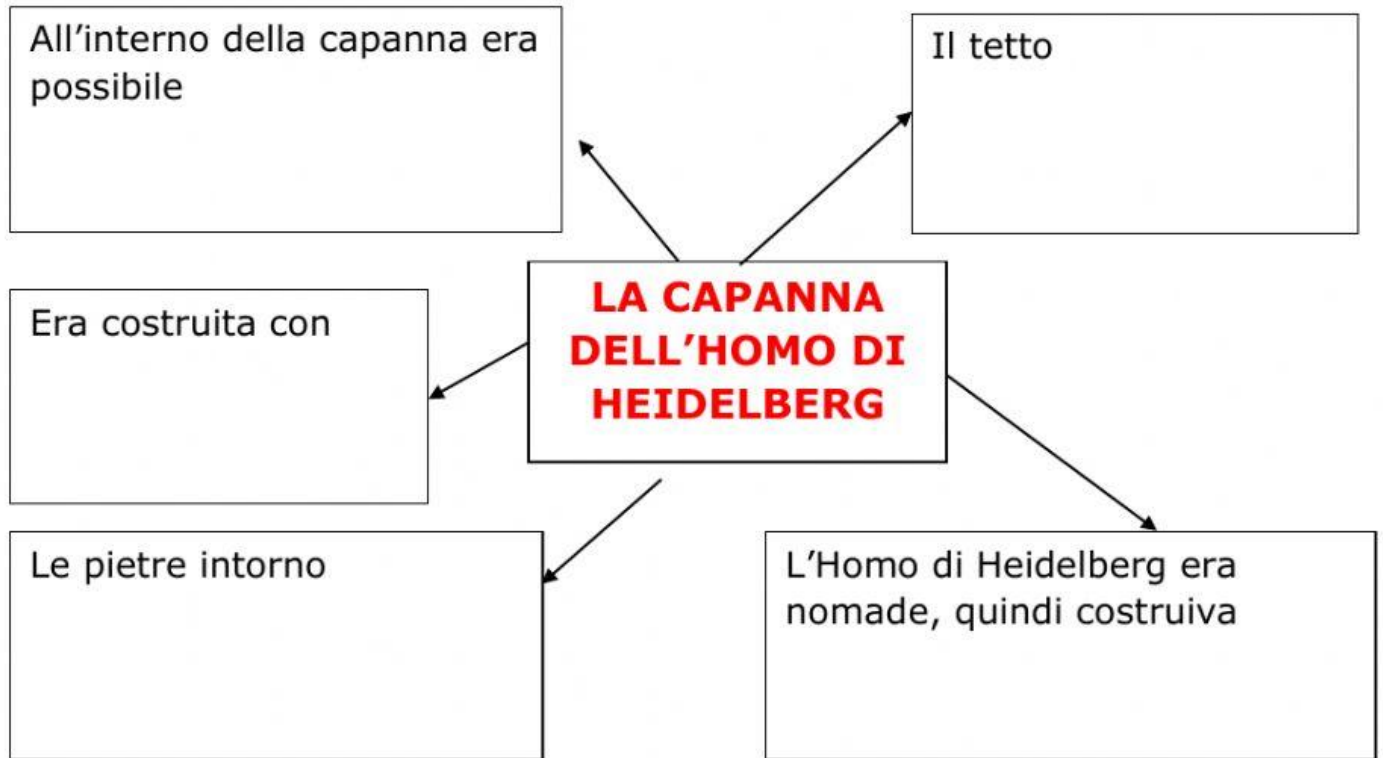 All’interno della capanna era
possibile
Il tetto
LA CAPANNA
DELL’HOMO DI
HEIDELBERG
Era costruita con
Le pietre intorno
L’Homo di Heidelberg era
nomade, quindi costruiva